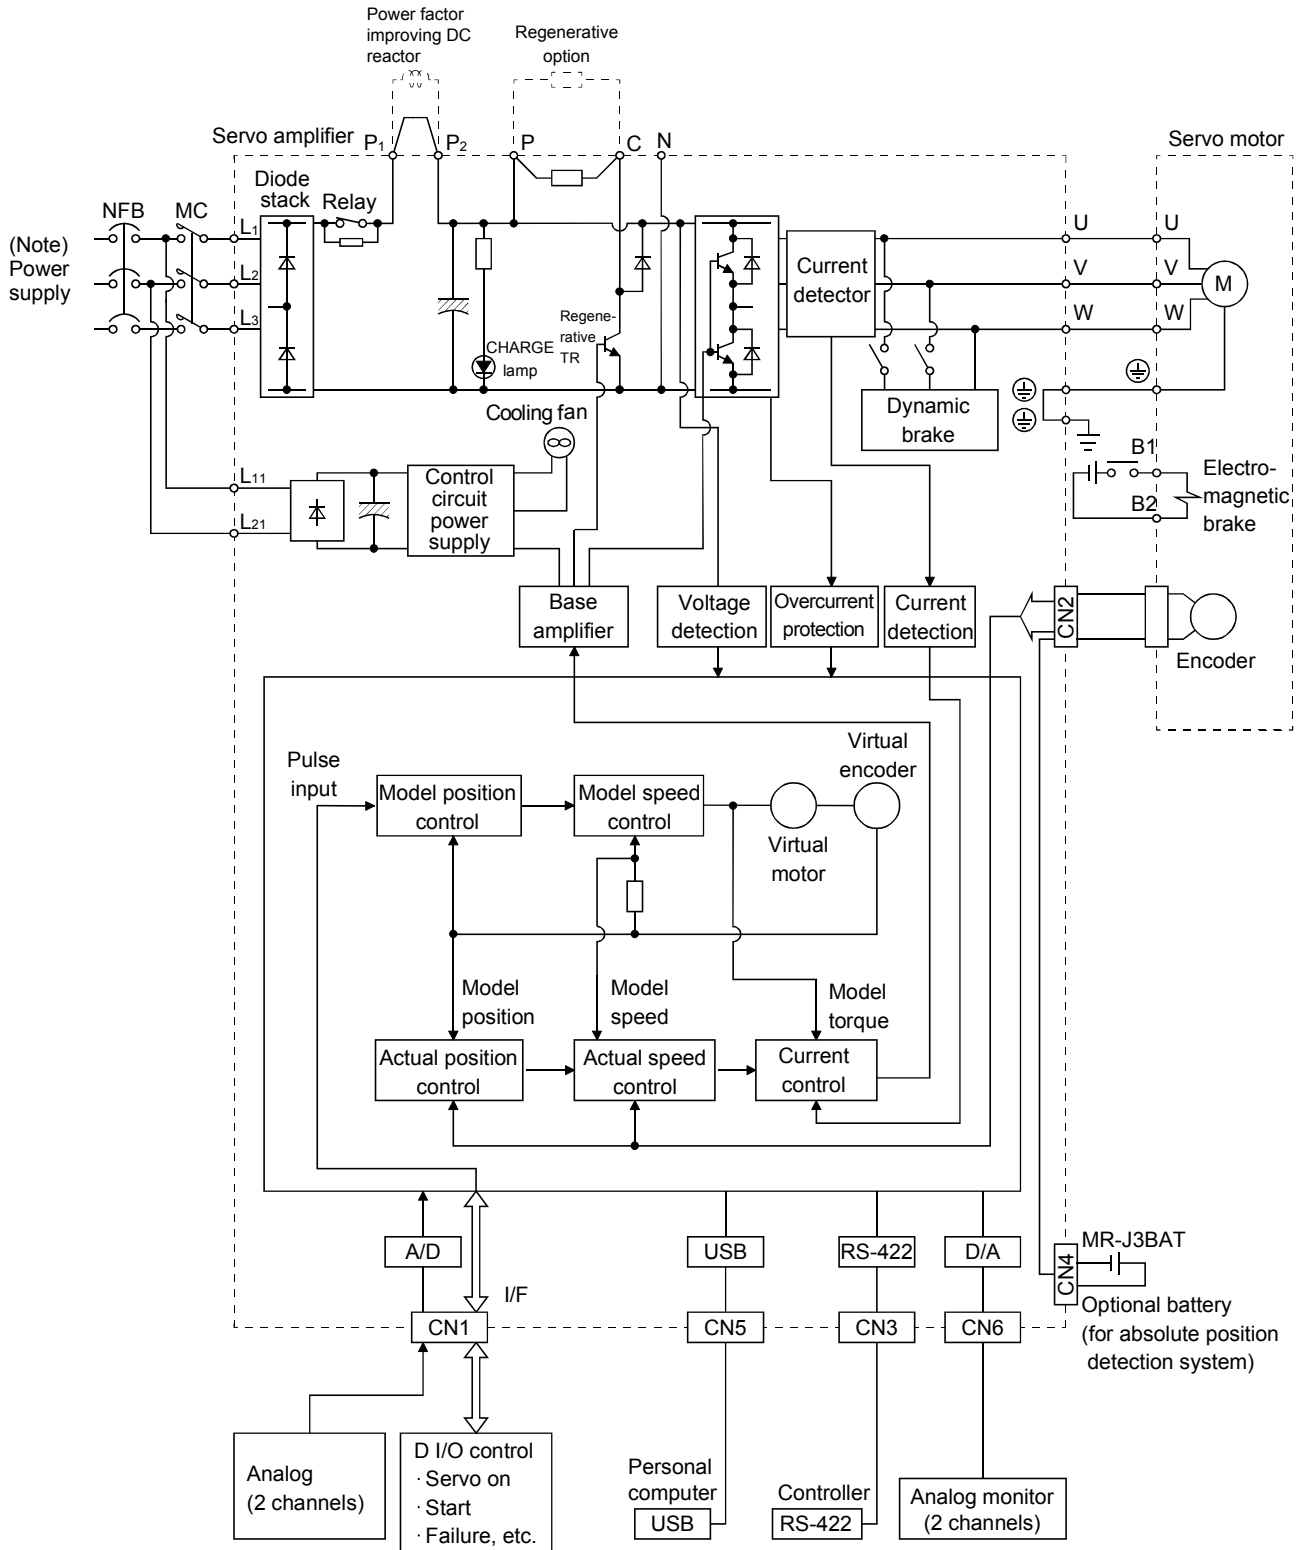 Power factor
improving DC
reactor
Regenerative
option
Servo amplifier
P1
P2
P
C
N
Servo motor
Diode
stack
Relay
NFB
MC
(Note)
Power
supply
L1
L2
L3
Current
detector
U
V
W
U
V
W
M
Regene-
rative
TR
CHARGE
lamp
Dynamic
brake
Cooling fan
L11
L21
Control
circuit
power
supply
B1
B2
Electro-
magnetic
brake
Base
amplifier
Voltage
detection
Overcurrent
protection
Current
detection
CN2
Encoder
Pulse
input
Model position
control
Model speed
control
Virtual
encoder
Virtual
motor
Model
position
Model
speed
Model
torque
Actual position
control
Actual speed
control
Current
control
A/D
I/F
USB
RS-422
D/A
CN4
MR-J3BAT
Optional battery
(for absolute position
detection system)
CN1
CN5
CN3
CN6
Analog
(2 channels)
D I/O control
· Servo on
· Start
· Failure, etc.
Personal
computer
USB
Controller
RS-422
Analog monitor
(2 channels)